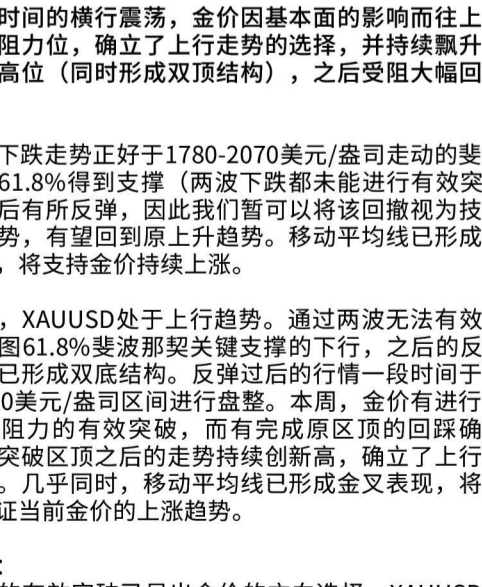 时间的横行震荡，金价因基本面的影响而往上
阻力位，确立了上行走势的选择，并持续飘升
高位（同时形成双顶结构），之后受阻大幅回
下跌走势正好于1780-2070美元/盎司走动的斐
61.8%得到支撑（两波下跌都未能进行有效突
后有所反弹，因此我们暂可以将该回撤视为技
势，有望回到原上升趋势。移动平均线已形成
，将支持金价持续上涨。
，XAUUSD处于上行趋势。通过两波无法有效
图61.8%斐波那契关键支撑的下行，之后的反
已形成双底结构。反弹过后的行情一段时间于
0美元/盎司区间进行盘整。本周，金价有进行
阻力的有效突破，而有完成原区顶的回踩确
突破区顶之后的走势持续创新高，确立了上行
。几乎同时，移动平均线已形成金叉表现，将
证当前金价的上涨趋势。
：